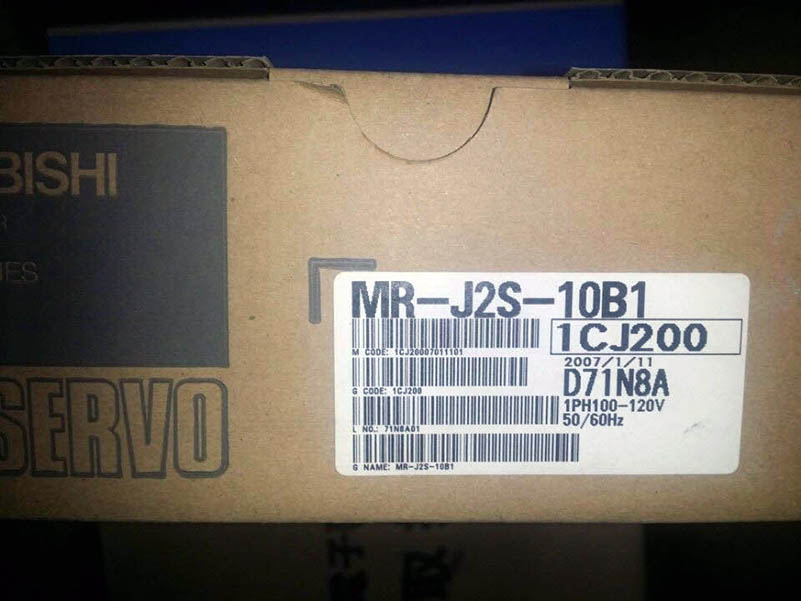 BISHI
R
IES
SERVO
MR-J2S-10B1
1CJ200
M CODE: 1CJ20007011101
2007/1/11
D71N8A
G CODE: 1CJ200
1PH100-120V
50/60Hz
L NO.: 71N8A01
G NAME: MR-J2S-10B1